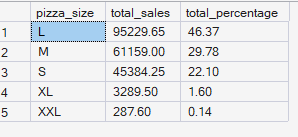 pizza_size total_sales total_percentage
1 L 95229.65 46.37
2 M 61159.00 29.78
3 S 45384.25 22.10
4 XL 3289.50 1.60
5 XXL 287.60 0.14